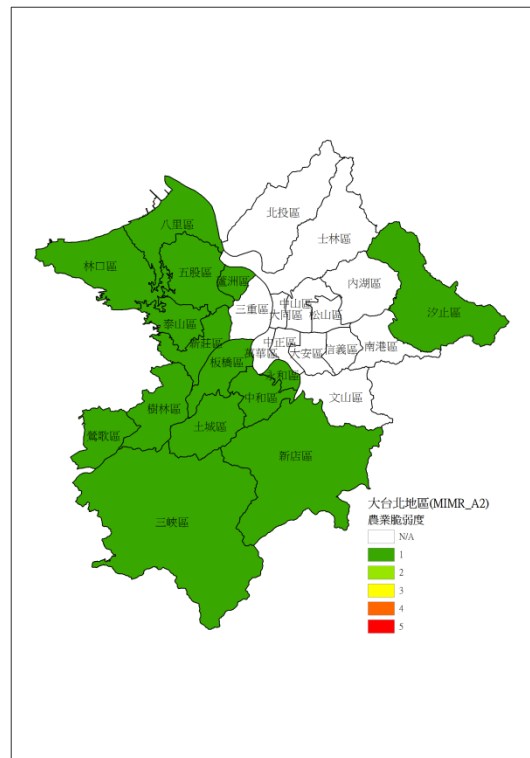 北投區
士林區
八里區
林口區
五股區
蘆洲區
內湖區
汐止區
三重區
中山區
大同區
松山區
泰山區
新莊區
中正區
萬華區
大安區
信義區
南港區
板橋區
永和區
中和區
文山區
樹林區
土城區
鶯歌區
新店區
三峽區
大台北地區(MIMR_A2)
農業脆弱度
N/A
1
2
3
4
5